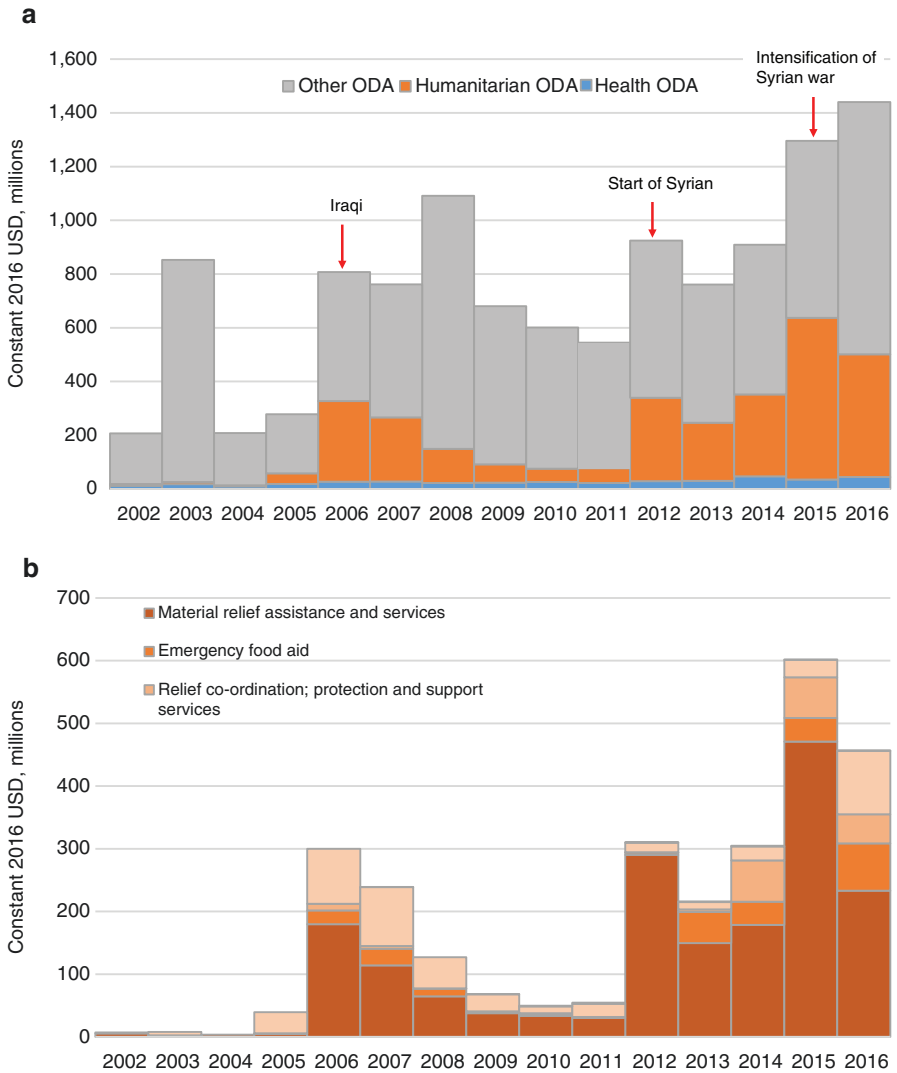 a
Constant 2016 USD, millions
1,600
1,400
1,200
1,000
800
600
400
200
0
Other ODA Humanitarian ODA Health ODA
Iraqi
Start of Syrian
Intensification of
Syrian war
2002 2003 2004 2005 2006 2007 2008 2009 2010 2011 2012 2013 2014 2015 2016
b
Constant 2016 USD, millions
700
600
500
400
300
200
100
0
Material relief assistance and services
Emergency food aid
Relief co-ordination; protection and support
services
2002 2003 2004 2005 2006 2007 2008 2009 2010 2011 2012 2013 2014 2015 2016